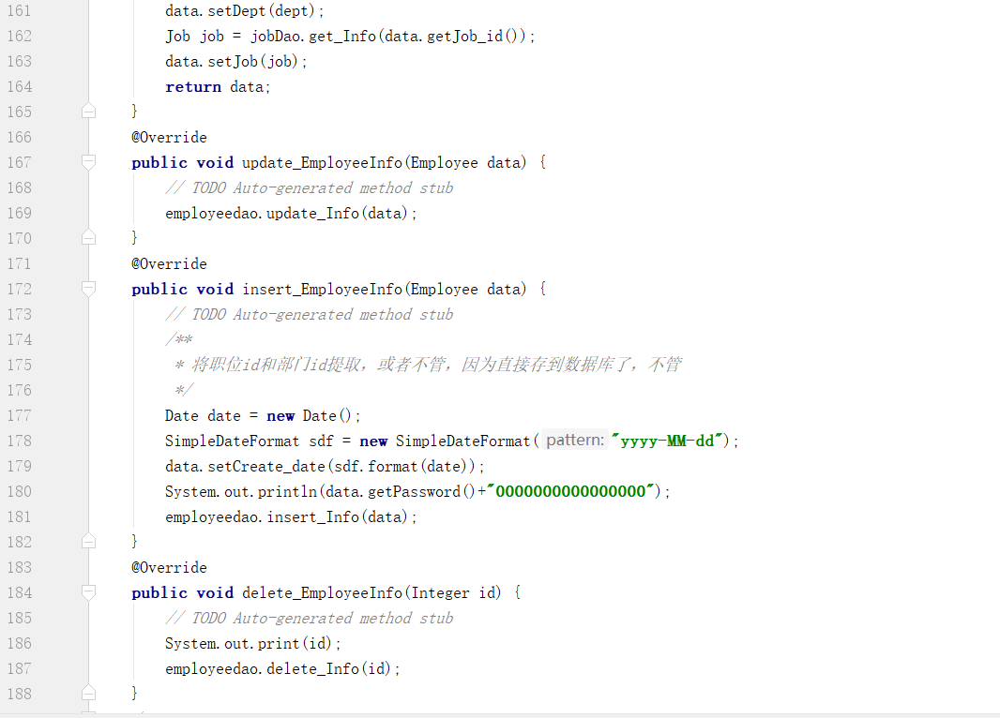 161 data.setDept(dept);
162 Job job = jobDao.get_Info(data.getJob_id());
163 data.setJob(job);
164 return data;
165 }
166 @Override
167 public void update_EmployeeInfo(Employee data) {
168 // TODO Auto-generated method stub
169 employeedao.update_Info(data);
170 }
171 @Override
172 public void insert_EmployeeInfo(Employee data) {
173 // TODO Auto-generated method stub
174 /**
175 * 将职位id和部门id提取，或者不管，因为直接存到数据库了，不管
176 */
177 Date date = new Date();
178 SimpleDateFormat sdf = new SimpleDateFormat( pattern: "yyyy-MM-dd");
179 data.setCreate_date(sdf.format(date));
180 System.out.println(data.getPassword()+"0000000000000000");
181 employeedao.insert_Info(data);
182 }
183 @Override
184 public void delete_EmployeeInfo(Integer id) {
185 // TODO Auto-generated method stub
186 System.out.print(id);
187 employeedao.delete_Info(id);
188 }